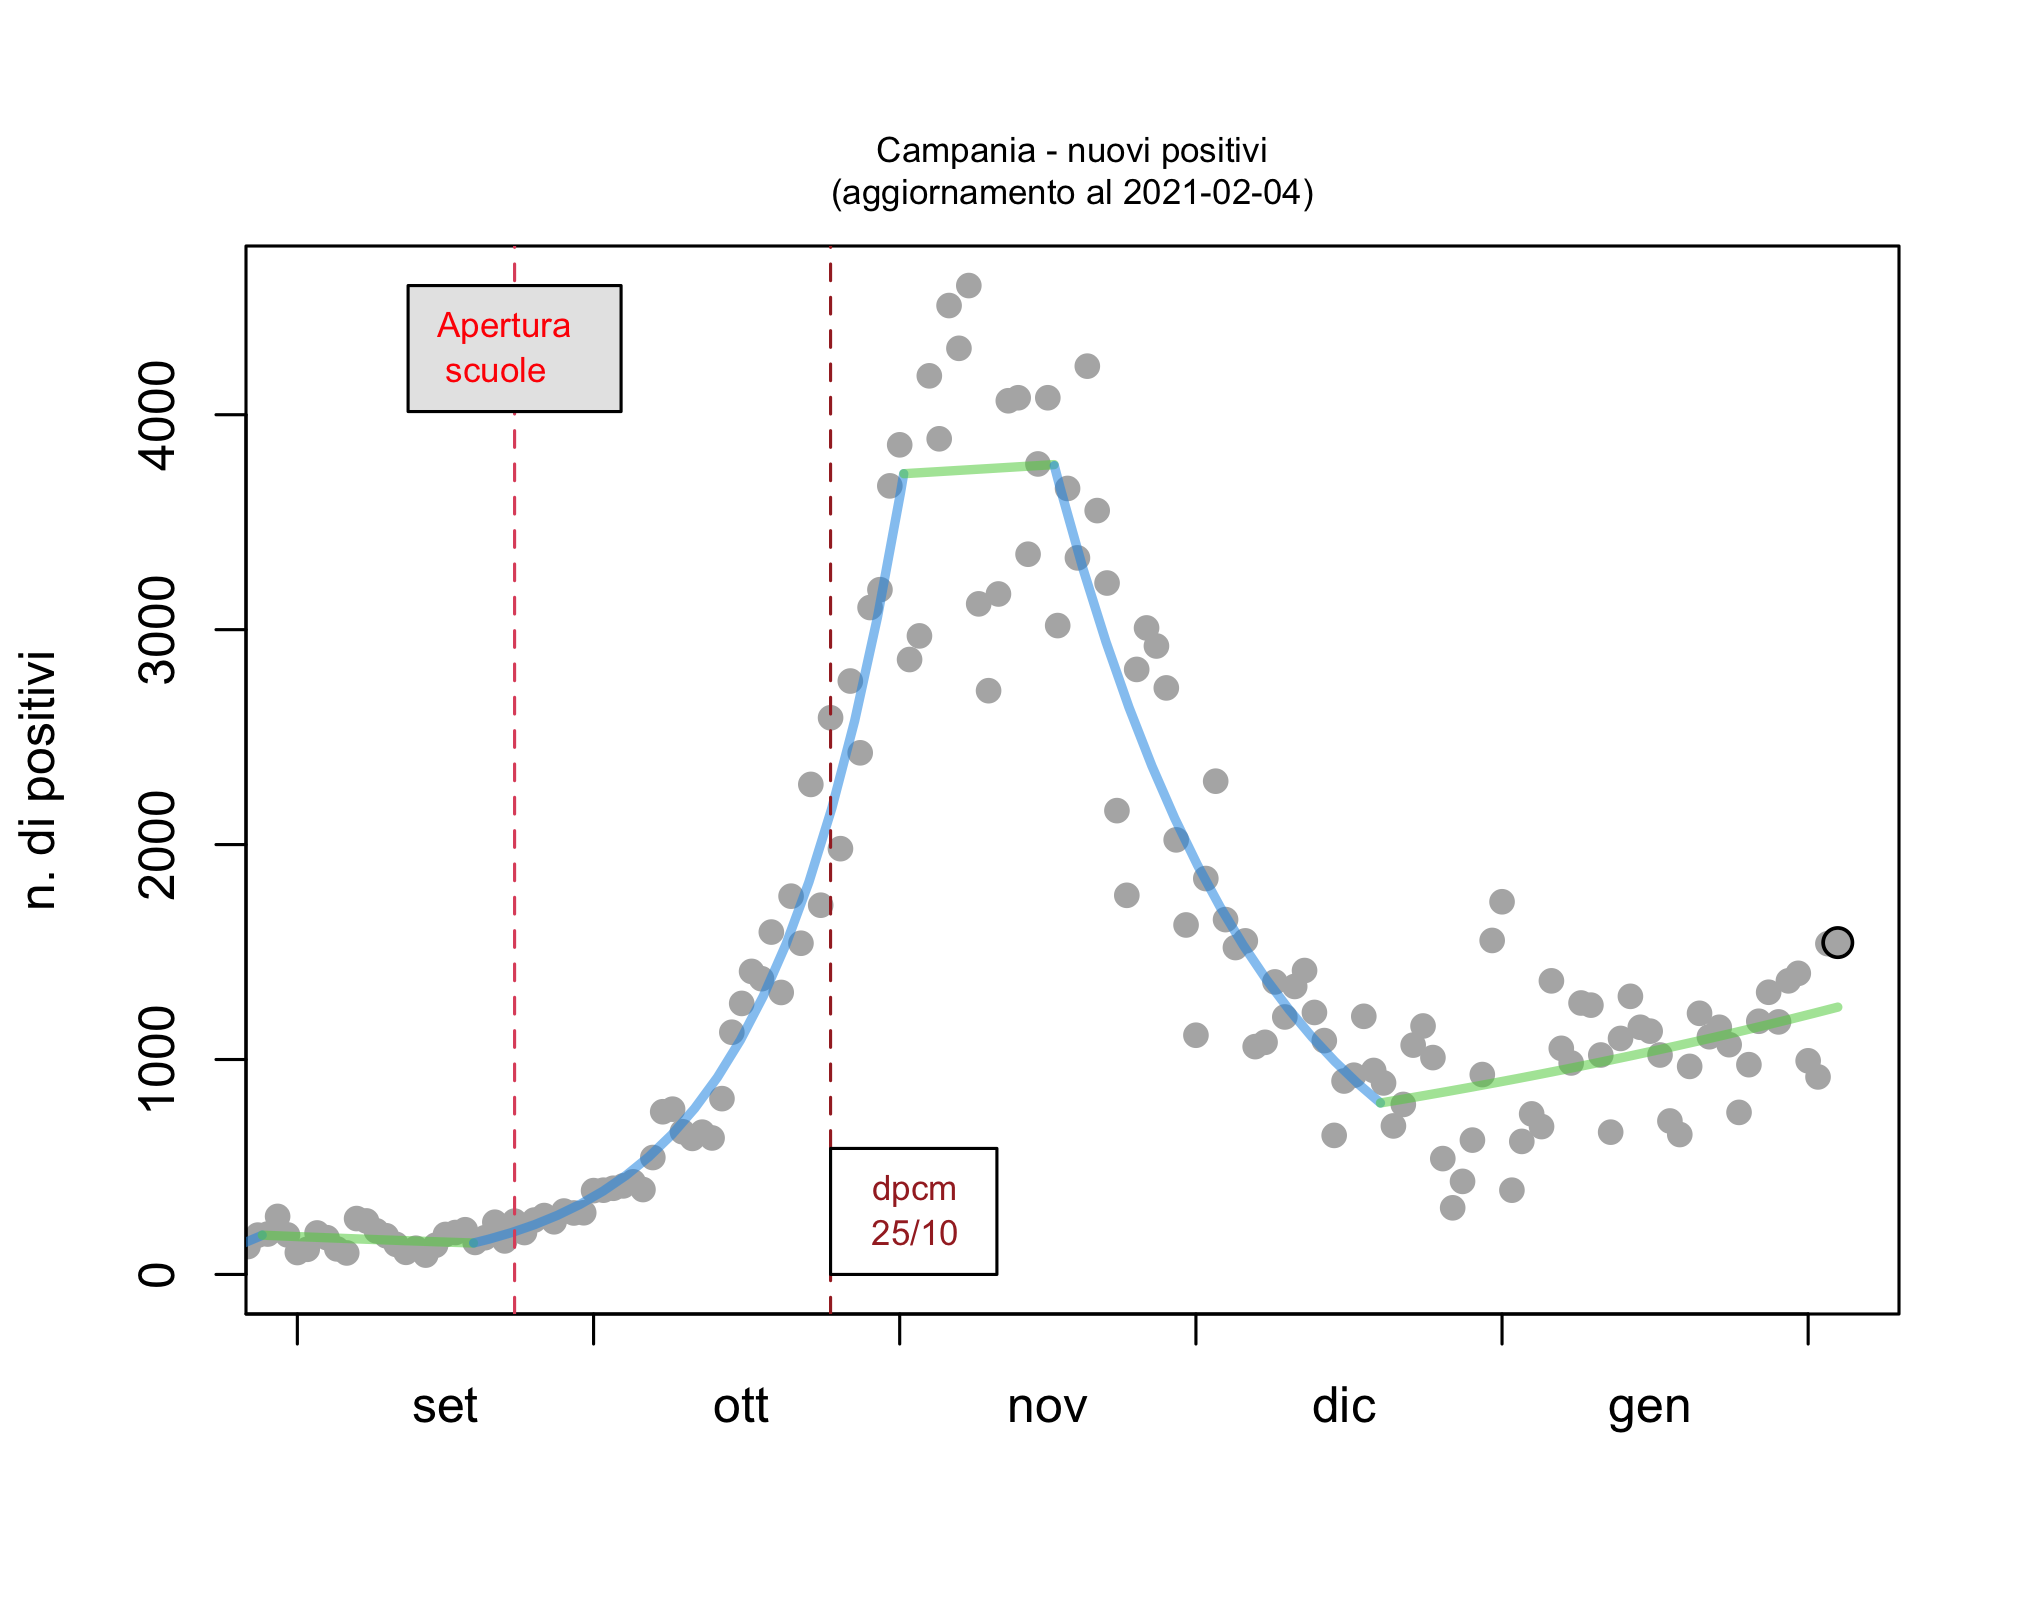 Campania - nuovi positivi
(aggiornamento al 2021-02-04)
Apertura
scuole
dpcm
25/10
n. di positivi
4000
3000
2000
1000
0
set ott nov dic gen